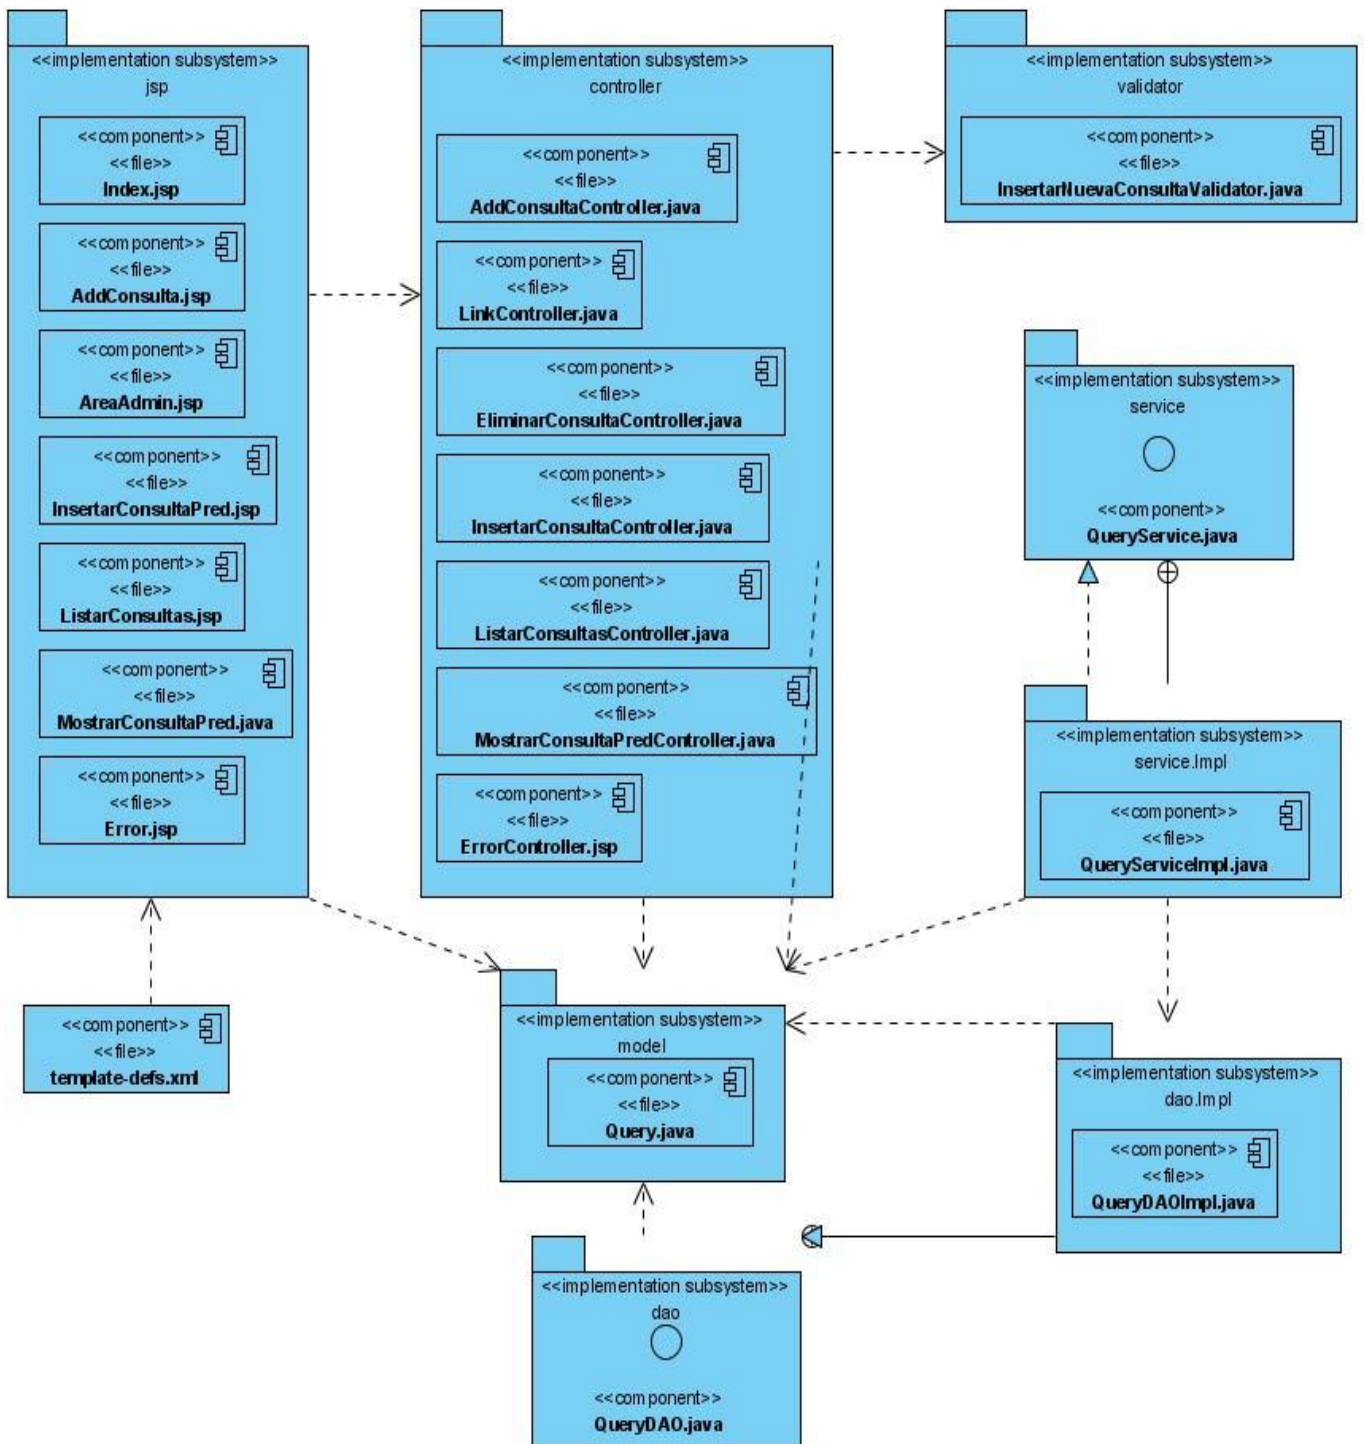 <<implementation subsystem>>
jsp
<<component>>
<<file>>
Index.jsp
<<component>>
<<file>>
AddConsulta.jsp
<<component>>
<<file>>
AreaAdmin.jsp
<<component>>
<<file>>
InsertarConsultaPred.jsp
<<component>>
<<file>>
ListarConsultas.jsp
<<component>>
<<file>>
MostrarConsultaPred.java
<<component>>
<<file>>
Error.jsp
<<component>>
<<file>>
template-defs.xml
<<implementation subsystem>>
controller
<<component>>
<<file>>
AddConsultaController.java
<<component>>
<<file>>
LinkController.java
<<component>>
<<file>>
EliminarConsultaController.java
<<component>>
<<file>>
InsertarConsultaController.java
<<component>>
<<file>>
ListarConsultasController.java
<<component>>
<<file>>
MostrarConsultaPredController.java
<<component>>
<<file>>
ErrorController.jsp
<<implementation subsystem>>
validator
<<component>>
<<file>>
InsertarNuevaConsultaValidator.java
<<implementation subsystem>>
service
<<component>>
QueryService.java
<<implementation subsystem>>
service.Impl
<<component>>
<<file>>
QueryServiceImpl.java
<<implementation subsystem>>
model
<<component>>
<<file>>
Query.java
<<implementation subsystem>>
dao.Impl
<<component>>
<<file>>
QueryDAOImpl.java
<<implementation subsystem>>
dao
<<component>>
QueryDAO.java